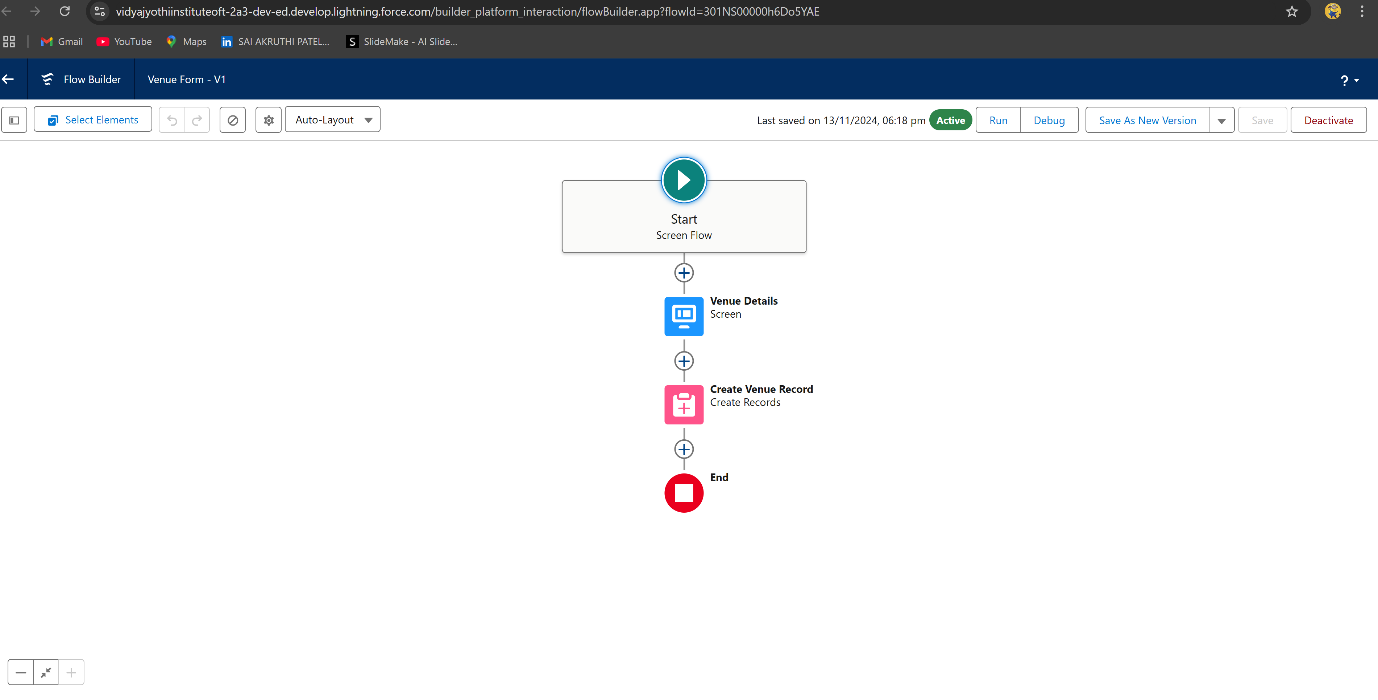 vidyajyothiinstituteoft-2a3-dev-ed.develop.lightning.force.com/builder_platform_interaction/flowBuilder.app?flowId=301NS00000h6Do5YAE
Gmail YouTube Maps SAI AKRUTHI PATEL... SlideMake - AI Slide...
Flow Builder Venue Form - V1 ?
Select Elements Auto-Layout Last saved on 13/11/2024, 06:18 pm Active Run Debug Save As New Version Save Deactivate
Start
Screen Flow
Venue Details
Screen
Create Venue Record
Create Records
End